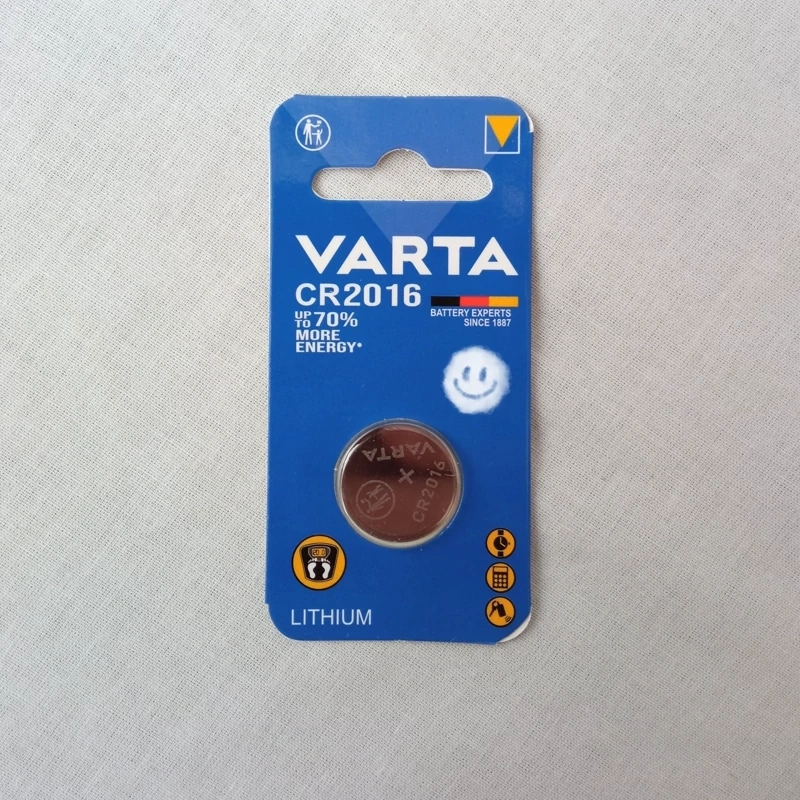 VARTA
CR2016
UP TO 70%
MORE
ENERGY*
BATTERY EXPERTS
SINCE 1887
VARTA
+
CR2016
LITHIUM